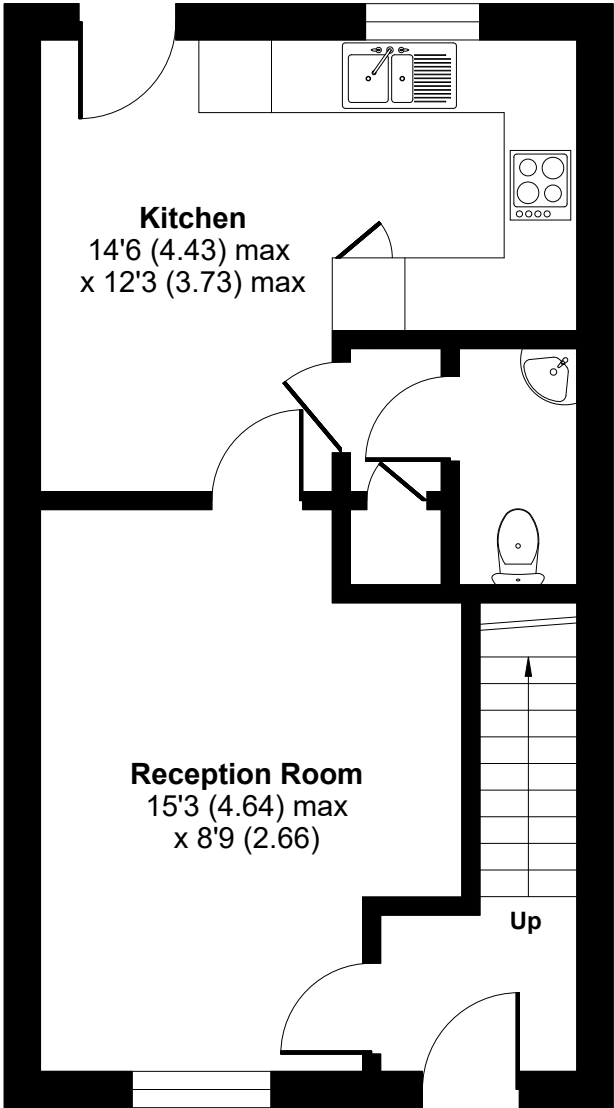 Kitchen
14'6 (4.43) max
x 12'3 (3.73) max
Reception Room
15'3 (4.64) max
x 8'9 (2.66)
Up